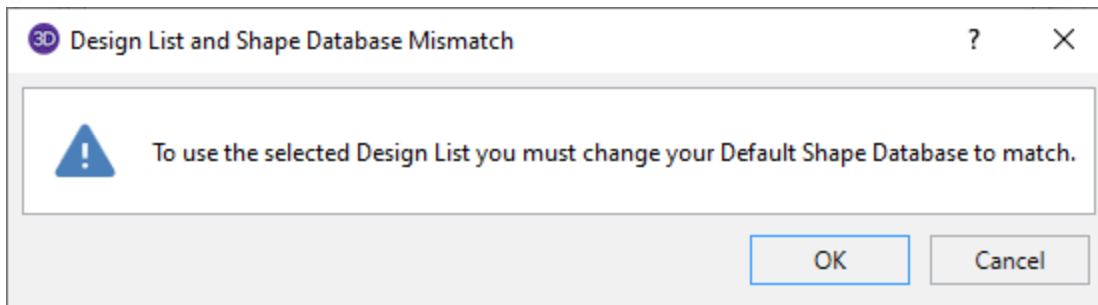 3D Design List and Shape Database Mismatch ?
To use the selected Design List you must change your Default Shape Database to match.
OK Cancel